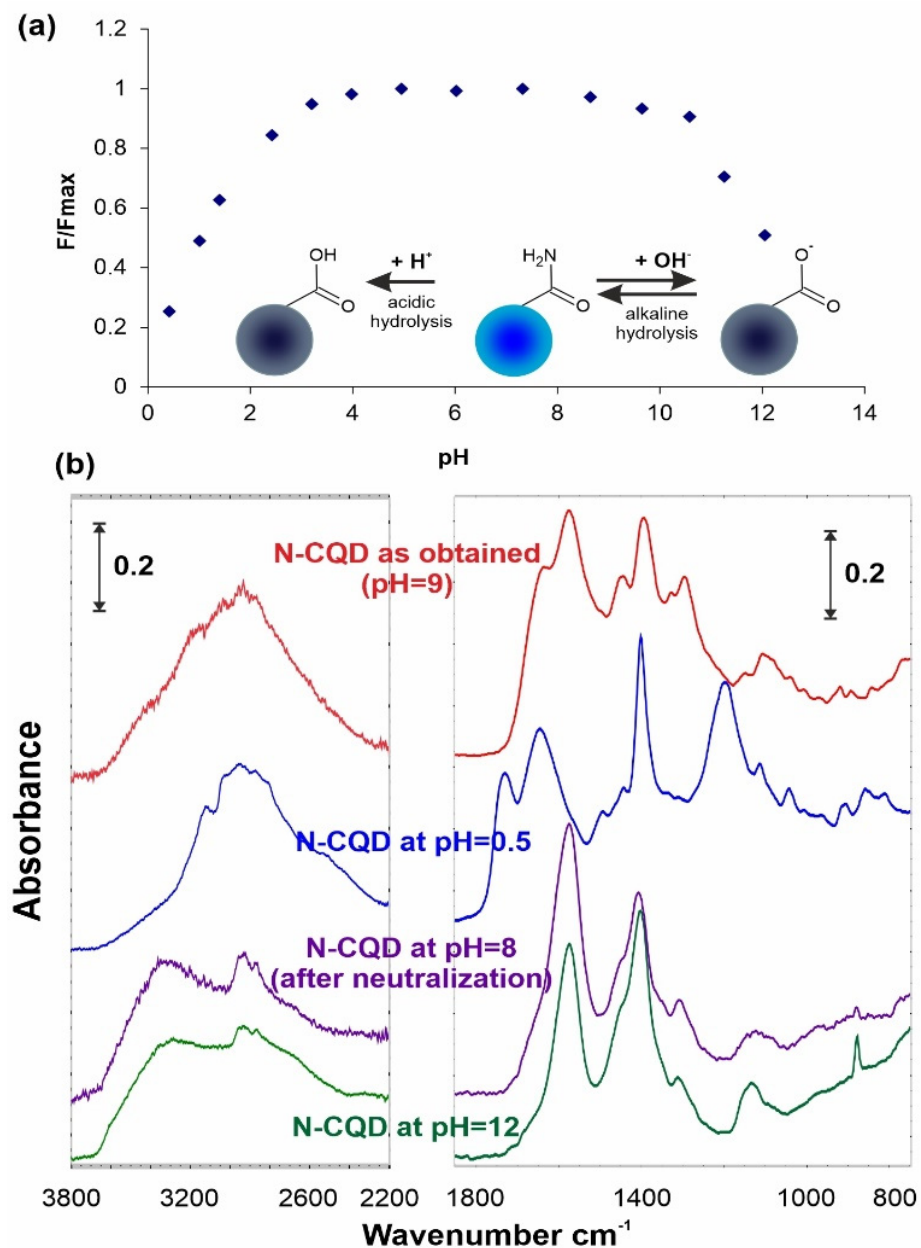 (a)
1.2
1
0.8
0.6
0.4
0.2
0
F/Fmax
OH
O
+ H⁺
acidic
hydrolysis
H₂N
O
+ OH⁻
alkaline
hydrolysis
O⁻
O
0 2 4 6 8 10 12 14
pH
(b)
0.2
N-CQD as obtained
(pH=9)
0.2
N-CQD at pH=0.5
N-CQD at pH=8
(after neutralization)
N-CQD at pH=12
Absorbance
3800 3200 2600 2200 1800 1400 1000 750
Wavenumber cm⁻¹